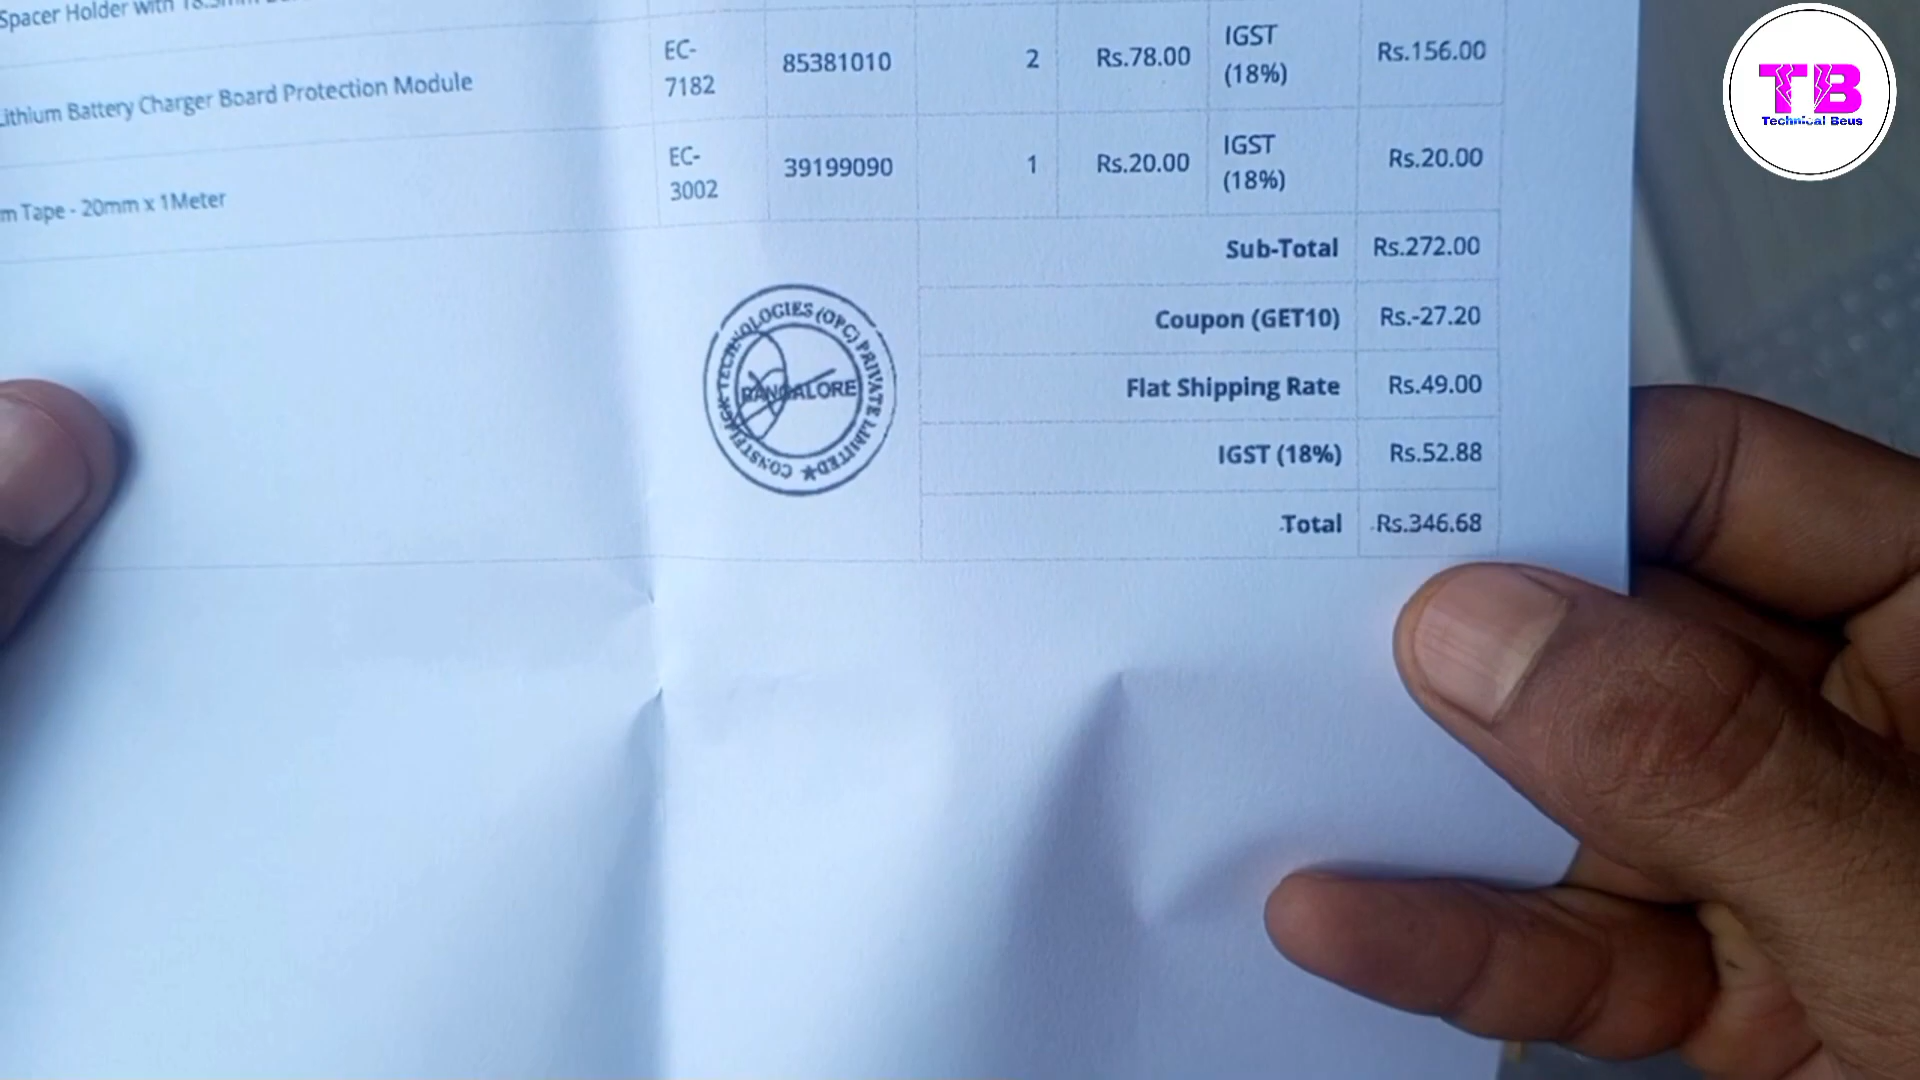 Spacer Holder with 18.5mm
EC-
7182
85381010
2
Rs.78.00
IGST
(18%)
Rs.156.00
Lithium Battery Charger Board Protection Module
EC-
3002
39199090
1
Rs.20.00
IGST
(18%)
Rs.20.00
m Tape - 20mm x 1Meter
Sub-Total Rs.272.00
Coupon (GET10) Rs.-27.20
Flat Shipping Rate Rs.49.00
IGST (18%) Rs.52.88
Total Rs.346.68
TECHNOLOGIES (OPC) PRIVATE LIMITED
BANGALORE
TB
Technical Beus